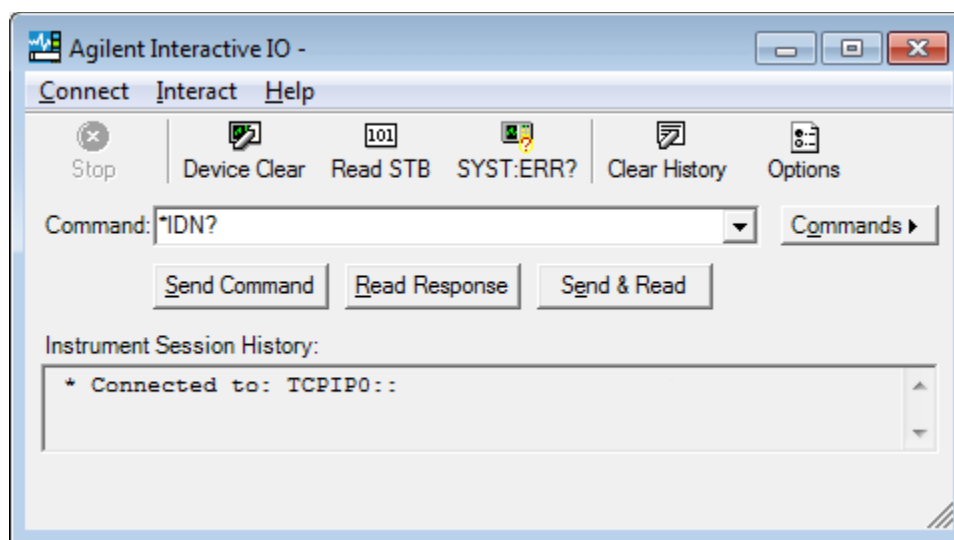 Agilent Interactive IO -
Connect Interact Help
Stop Device Clear Read STB SYST:ERR? Clear History Options
Command: *IDN? Commands
Send Command Read Response Send & Read
Instrument Session History:
* Connected to: TCPIP0::